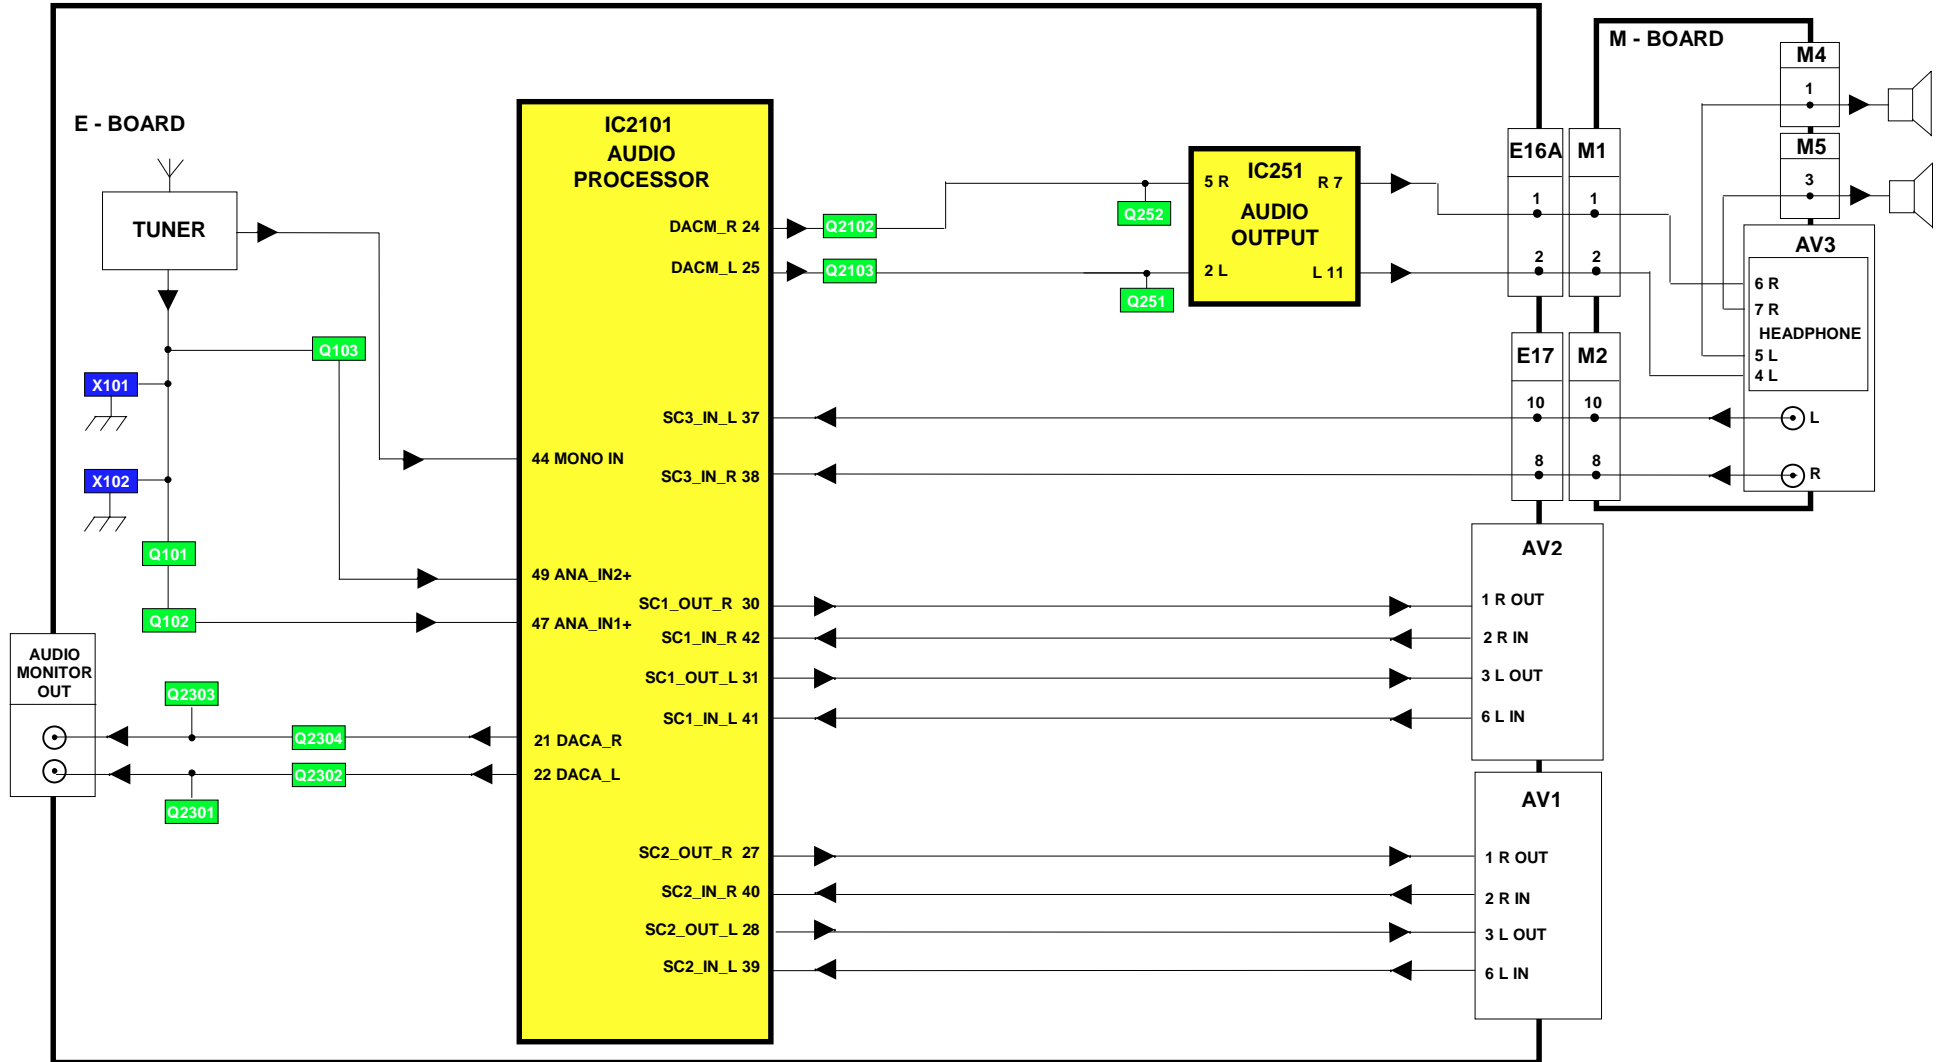 M - BOARD
M4
1
M5
3
E - BOARD
TUNER
IC2101
AUDIO
PROCESSOR
DACM_R 24
DACM_L 25
Q2102
Q2103
Q252
Q251
IC251
5 R
R 7
AUDIO
OUTPUT
2 L
L 11
E16A
M1
1
1
2
2
AV3
6 R
7 R
HEADPHONE
5 L
4 L
Q103
X101
X102
Q101
Q102
E17
M2
10
10
8
8
L
R
SC3_IN_L 37
SC3_IN_R 38
44 MONO IN
49 ANA_IN2+
47 ANA_IN1+
SC1_OUT_R 30
SC1_IN_R 42
SC1_OUT_L 31
SC1_IN_L 41
AV2
1 R OUT
2 R IN
3 L OUT
6 L IN
AUDIO
MONITOR
OUT
Q2303
Q2304
Q2302
Q2301
21 DACA_R
22 DACA_L
SC2_OUT_R 27
SC2_IN_R 40
SC2_OUT_L 28
SC2_IN_L 39
AV1
1 R OUT
2 R IN
3 L OUT
6 L IN